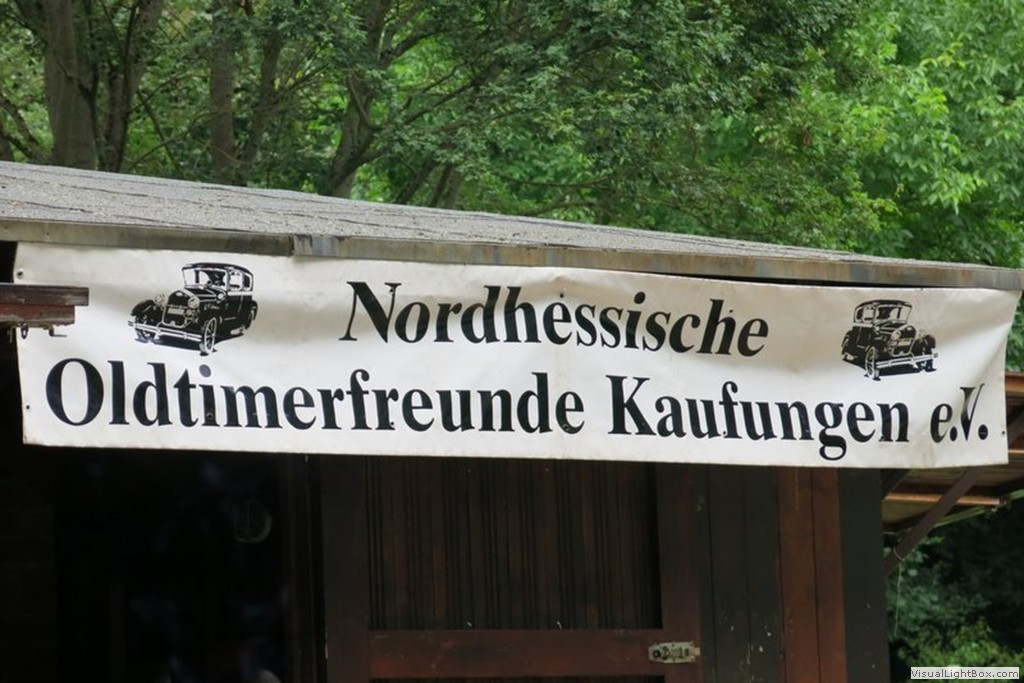 Nordhessische
Oldtimerfreunde Kaufungen e.V.
VisualLightBox.com